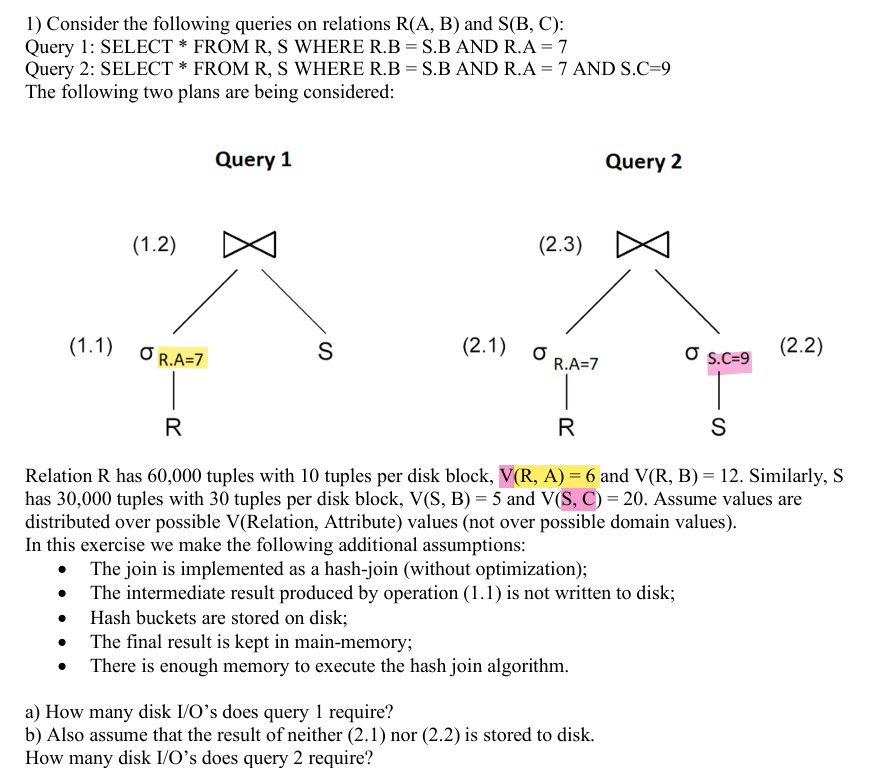 1) Consider the following queries on relations R(A, B) and S(B, C):
Query 1: SELECT * FROM R, S WHERE R.B = S.B AND R.A = 7
Query 2: SELECT * FROM R, S WHERE R.B = S.B AND R.A = 7 AND S.C=9
The following two plans are being considered:
Query 1
Query 2
(1.2) ⋈
(2.3) ⋈
(1.1) σ R.A=7
S
(2.1) σ R.A=7
σ S.C=9 (2.2)
R
R
S
Relation R has 60,000 tuples with 10 tuples per disk block, V(R, A) = 6 and V(R, B) = 12. Similarly, S
has 30,000 tuples with 30 tuples per disk block, V(S, B) = 5 and V(S, C) = 20. Assume values are
distributed over possible V(Relation, Attribute) values (not over possible domain values).
In this exercise we make the following additional assumptions:
• The join is implemented as a hash-join (without optimization);
• The intermediate result produced by operation (1.1) is not written to disk;
• Hash buckets are stored on disk;
• The final result is kept in main-memory;
• There is enough memory to execute the hash join algorithm.
a) How many disk I/O's does query 1 require?
b) Also assume that the result of neither (2.1) nor (2.2) is stored to disk.
How many disk I/O's does query 2 require?